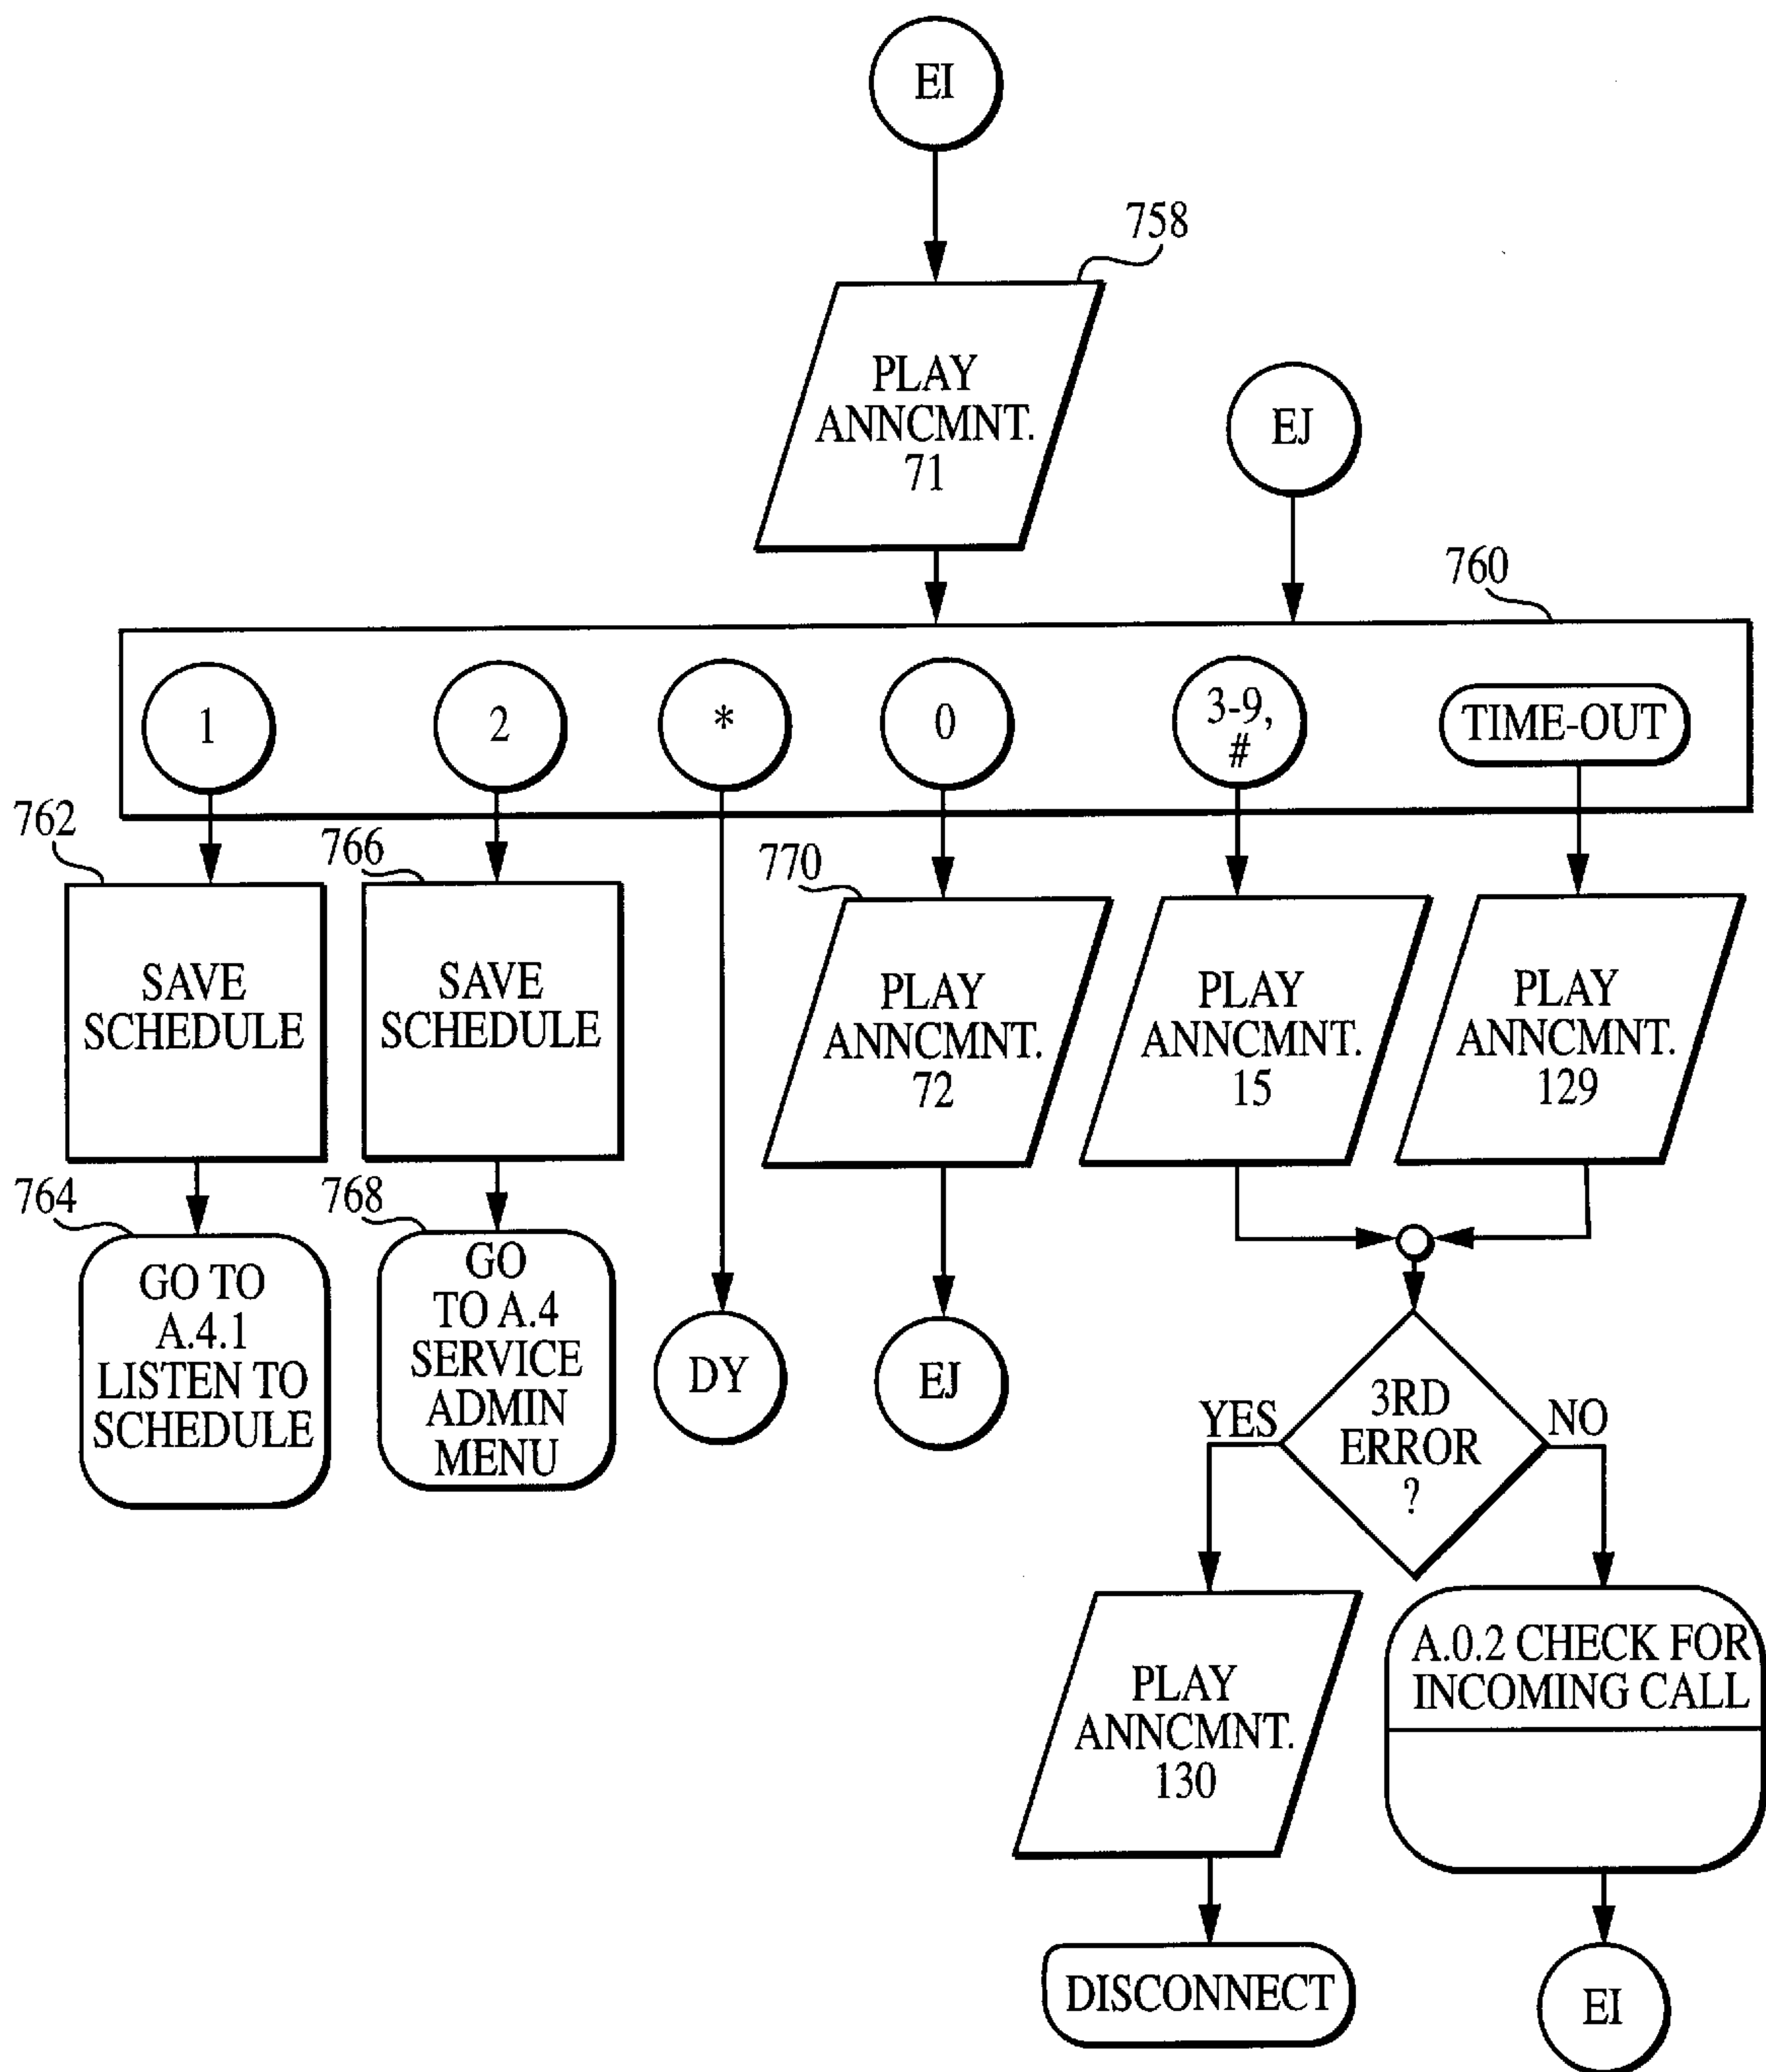 EI
758
PLAY
ANNCMNT.
71
EJ
760
1
2
*
0
3-9,
#
TIME-OUT
762
766
770
SAVE
SCHEDULE
SAVE
SCHEDULE
PLAY
ANNCMNT.
72
PLAY
ANNCMNT.
15
PLAY
ANNCMNT.
129
764
768
GO TO
A.4.1
LISTEN TO
SCHEDULE
GO
TO A.4
SERVICE
ADMIN
MENU
DY
EJ
YES
3RD
ERROR
?
NO
PLAY
ANNCMNT.
130
A.0.2 CHECK FOR
INCOMING CALL
DISCONNECT
EI